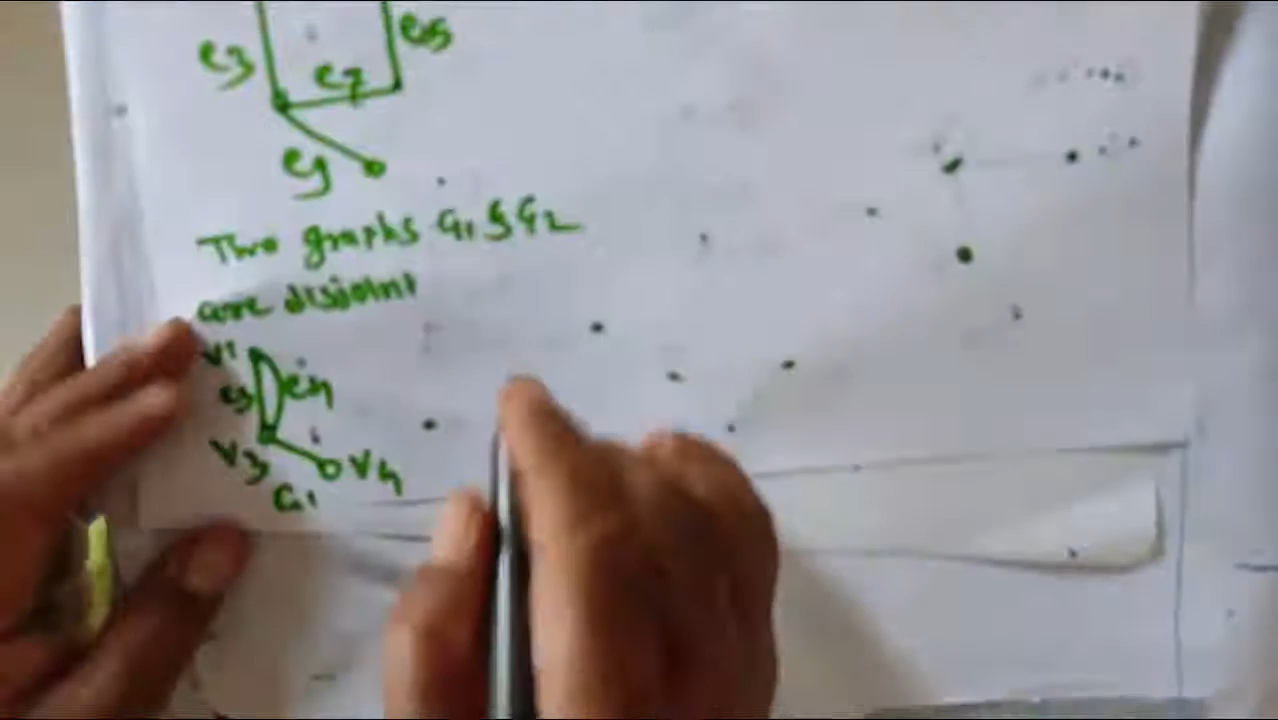 e3
e5
e7
e9
Two graphs G1 & G2
are disjoint
v1
e3
e4
v3
v4
G1